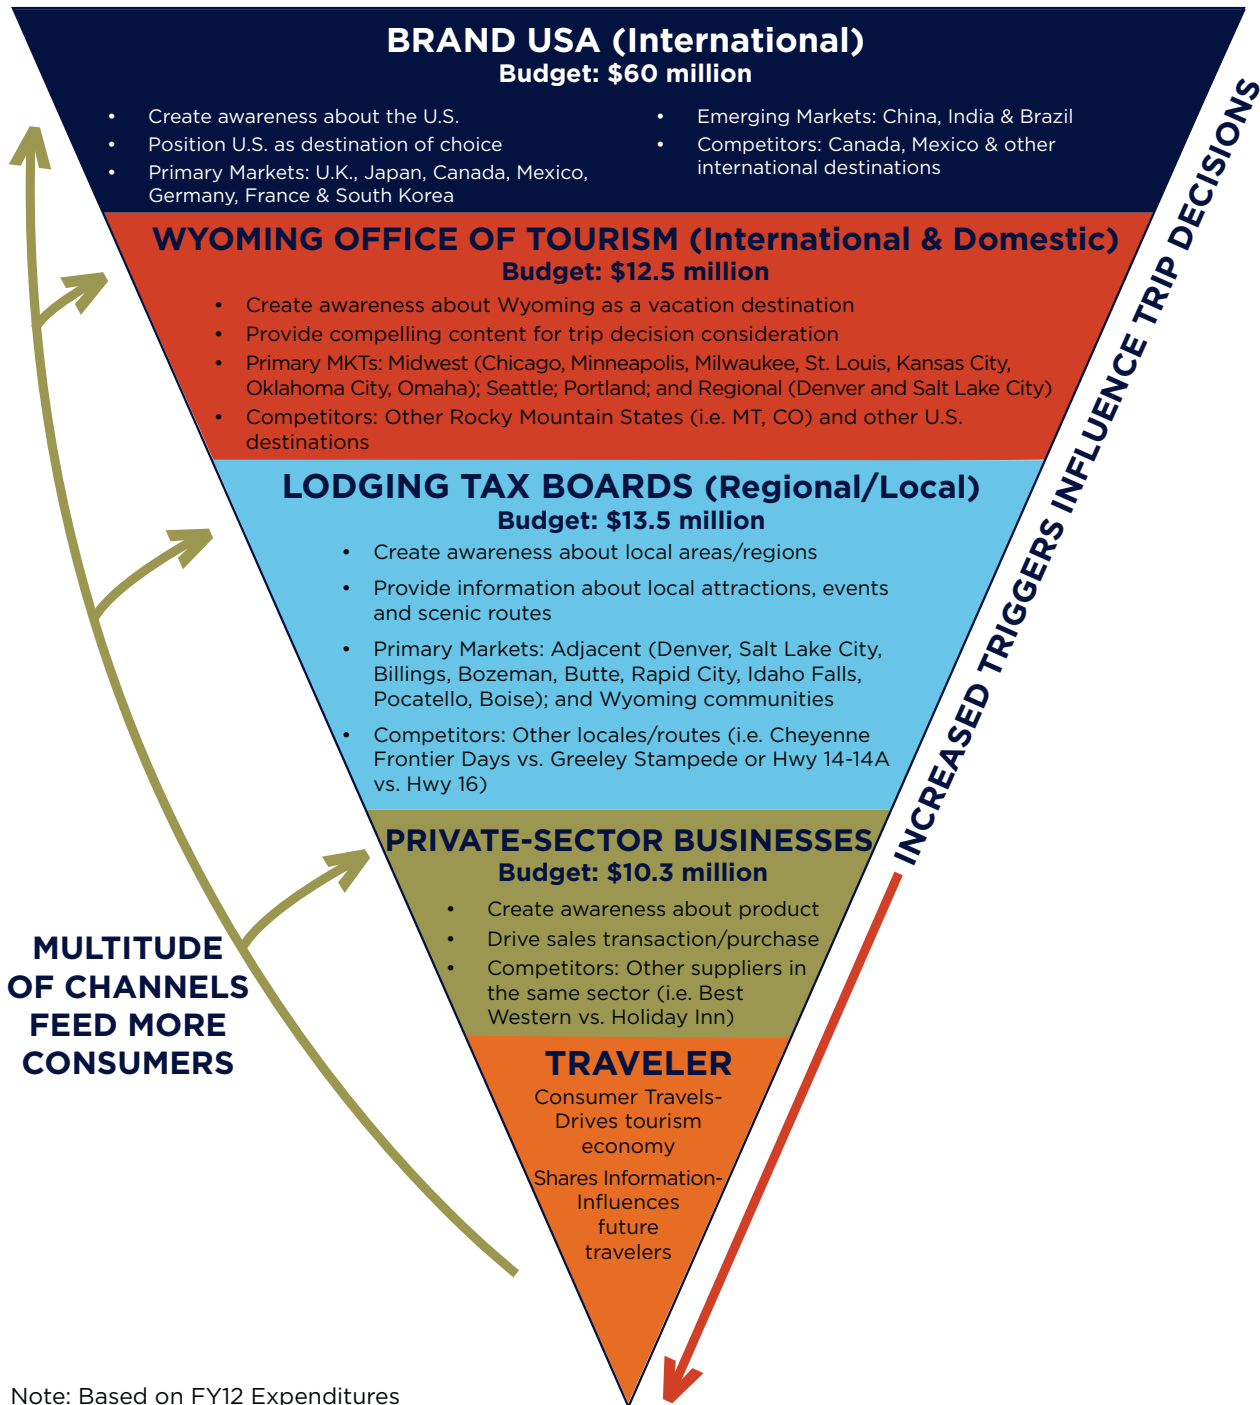 BRAND USA (International)
Budget: $60 million
• Create awareness about the U.S.
• Position U.S. as destination of choice
• Primary Markets: U.K., Japan, Canada, Mexico,
Germany, France & South Korea
• Emerging Markets: China, India & Brazil
• Competitors: Canada, Mexico & other
international destinations
WYOMING OFFICE OF TOURISM (International & Domestic)
Budget: $12.5 million
• Create awareness about Wyoming as a vacation destination
• Provide compelling content for trip decision consideration
• Primary MKTs: Midwest (Chicago, Minneapolis, Milwaukee, St. Louis, Kansas City,
Oklahoma City, Omaha); Seattle; Portland; and Regional (Denver and Salt Lake City)
• Competitors: Other Rocky Mountain States (i.e. MT, CO) and other U.S.
destinations
LODGING TAX BOARDS (Regional/Local)
Budget: $13.5 million
• Create awareness about local areas/regions
• Provide information about local attractions, events
and scenic routes
• Primary Markets: Adjacent (Denver, Salt Lake City,
Billings, Bozeman, Butte, Rapid City, Idaho Falls,
Pocatello, Boise); and Wyoming communities
• Competitors: Other locales/routes (i.e. Cheyenne
Frontier Days vs. Greeley Stampede or Hwy 14-14A
vs. Hwy 16)
PRIVATE-SECTOR BUSINESSES
Budget: $10.3 million
• Create awareness about product
• Drive sales transaction/purchase
• Competitors: Other suppliers in
the same sector (i.e. Best
Western vs. Holiday Inn)
TRAVELER
Consumer Travels-
Drives tourism
economy
Shares Information-
Influences
future
travelers
INCREASED TRIGGERS INFLUENCE TRIP DECISIONS
MULTITUDE
OF CHANNELS
FEED MORE
CONSUMERS
Note: Based on FY12 Expenditures